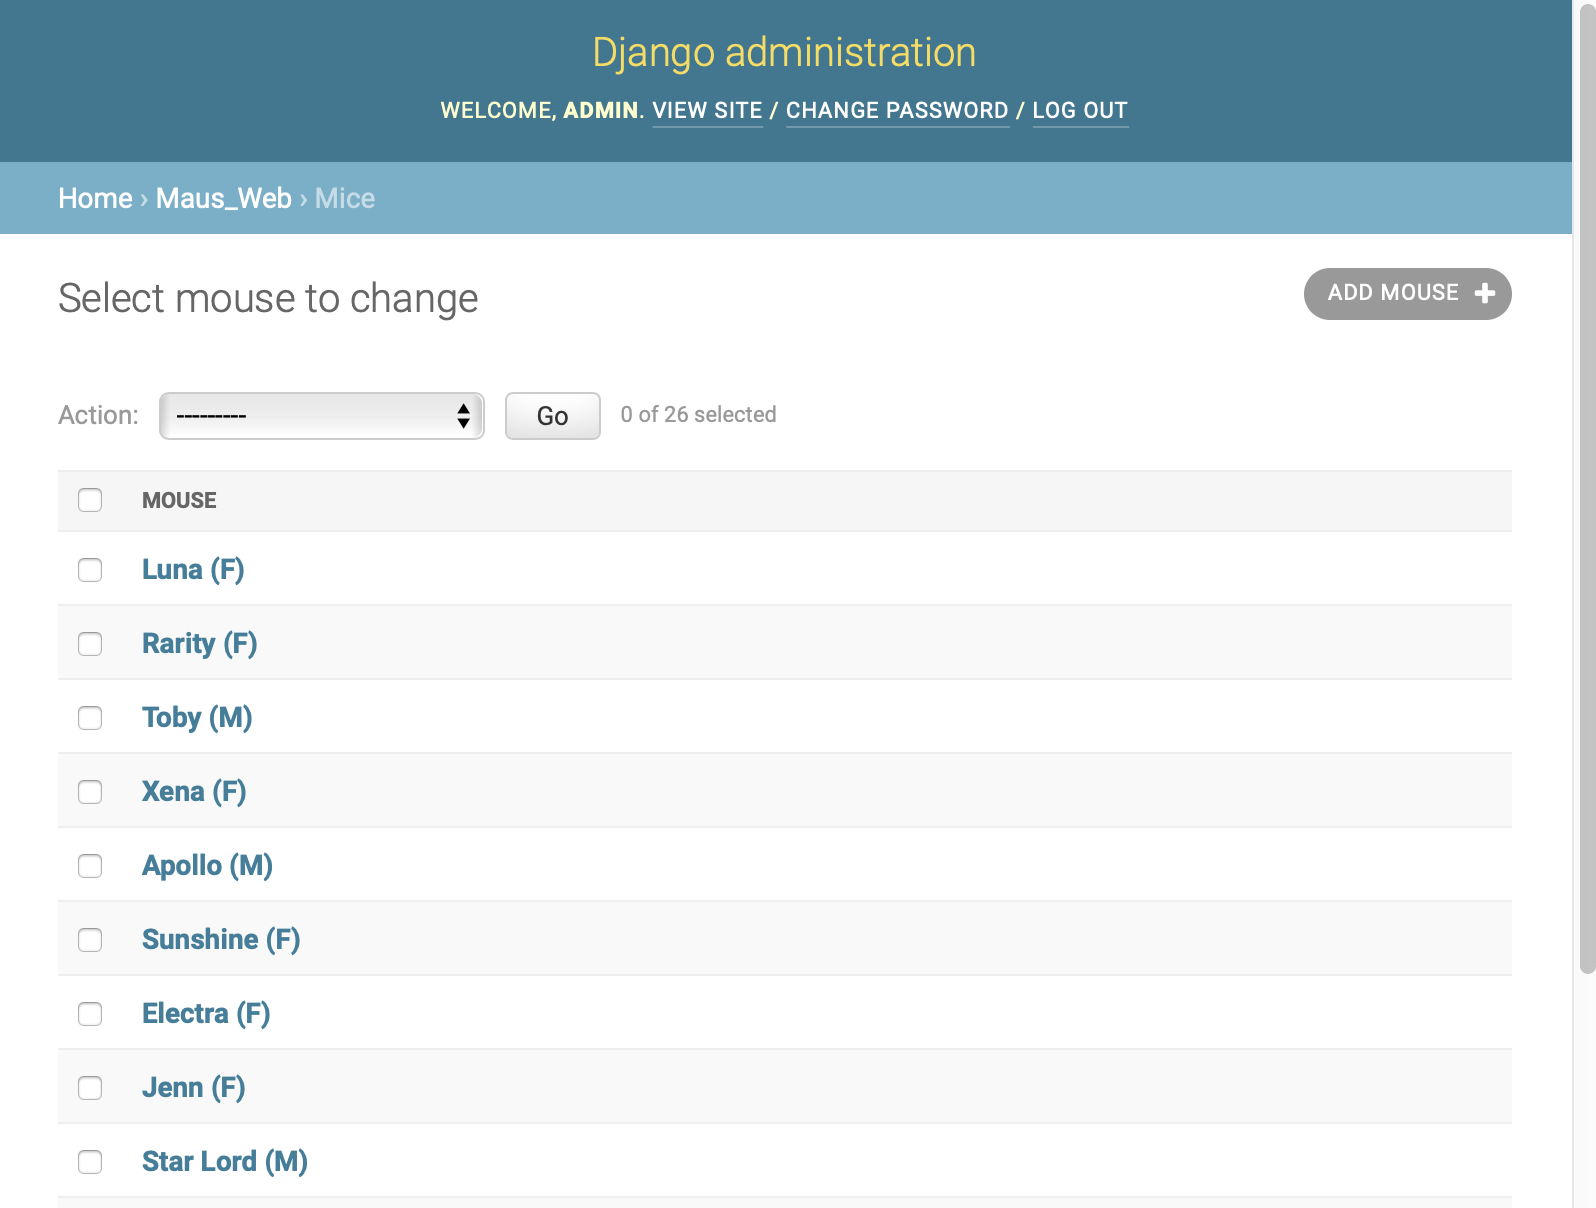 Django administration
WELCOME, ADMIN. VIEW SITE / CHANGE PASSWORD / LOG OUT
Home › Maus_Web › Mice
Select mouse to change
ADD MOUSE +
Action: --------- Go 0 of 26 selected
MOUSE
Luna (F)
Rarity (F)
Toby (M)
Xena (F)
Apollo (M)
Sunshine (F)
Electra (F)
Jenn (F)
Star Lord (M)